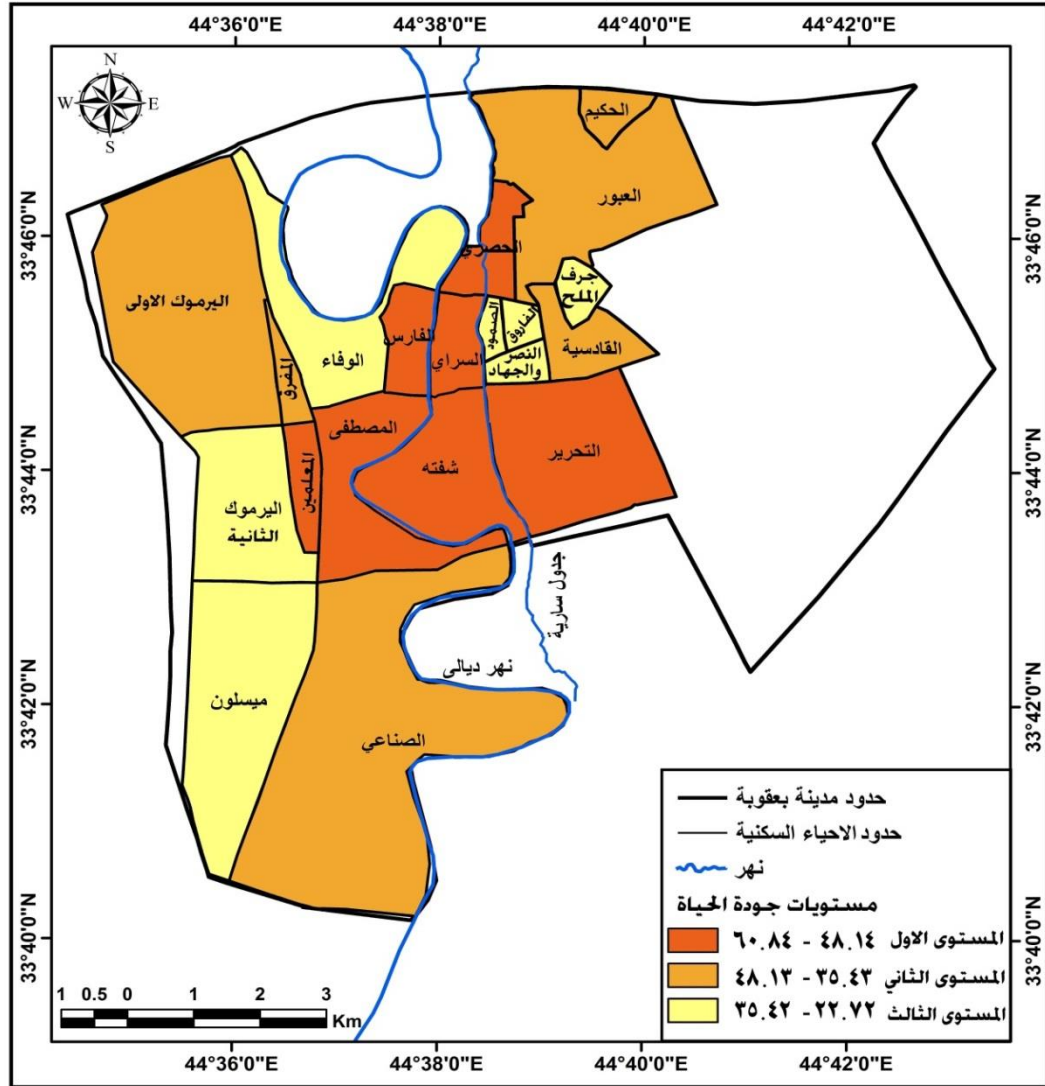 44°36'0"E 44°38'0"E 44°40'0"E 44°42'0"E
N
W E
S
33°46'0"N
33°44'0"N
33°42'0"N
33°40'0"N
33°46'0"N
33°44'0"N
33°42'0"N
33°40'0"N
الحكيم
العبور
الحصري
جرف
الملح
اليرموك الاولى
الفارس
الصمود
الفاروق
السراي
القادسية
الوفاء
النصر
والجهاد
المفرق
المصطفى
شفته
التحرير
المعلمين
اليرموك
الثانية
جدول سارية
نهر ديالى
ميسلون
الصناعي
حدود مدينة بعقوبة
حدود الاحياء السكنية
نهر
مستويات جودة الحياة
المستوى الاول ٤٨.١٤ - ٦٠.٨٤
المستوى الثاني ٣٥.٤٣ - ٤٨.١٣
المستوى الثالث ٢٢.٧٢ - ٣٥.٤٢
1 0.5 0 1 2 3
Km
44°36'0"E 44°38'0"E 44°40'0"E 44°42'0"E